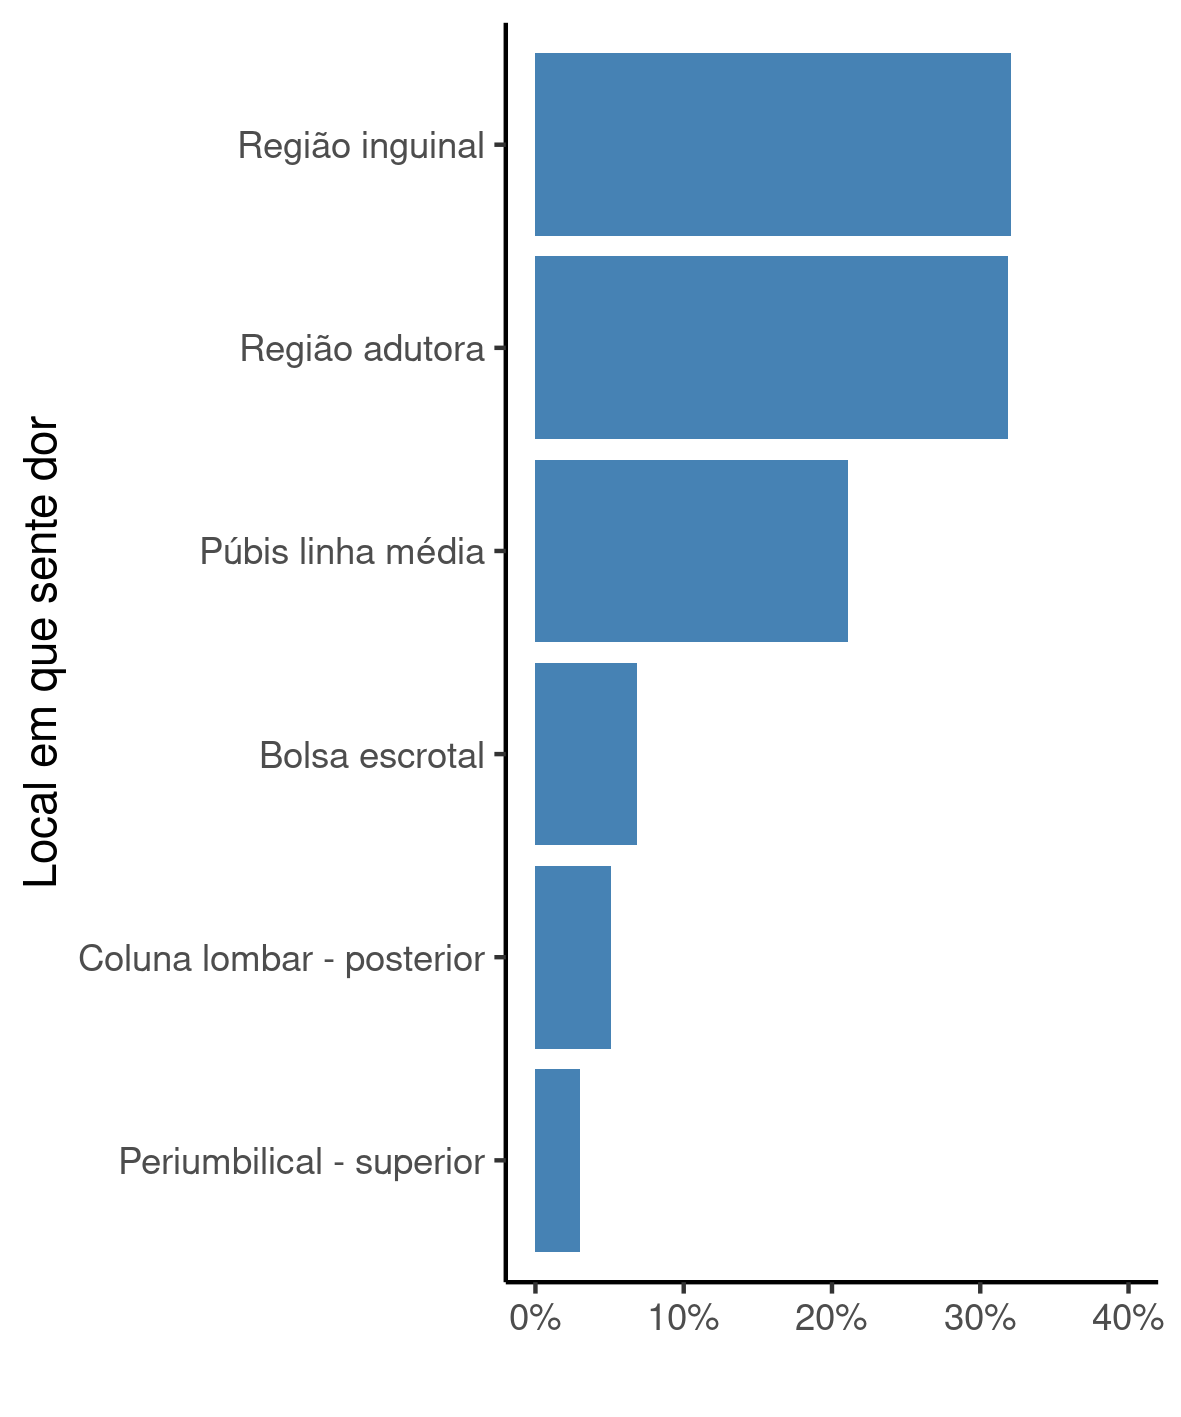 Local em que sente dor
Região inguinal
Região adutora
Púbis linha média
Bolsa escrotal
Coluna lombar - posterior
Periumbilical - superior
0% 10% 20% 30% 40%